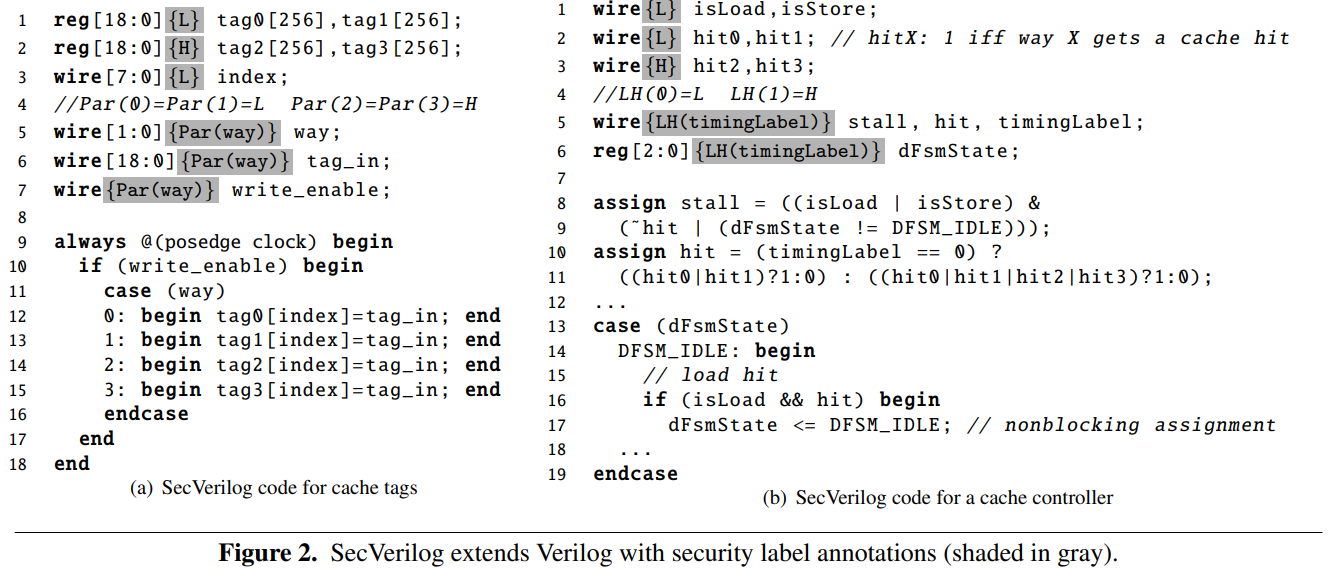 1 reg[18:0]{L} tag0[256],tag1[256];
2 reg[18:0]{H} tag2[256],tag3[256];
3 wire[7:0]{L} index;
4 //Par(0)=Par(1)=L Par(2)=Par(3)=H
5 wire[1:0]{Par(way)} way;
6 wire[18:0]{Par(way)} tag_in;
7 wire{Par(way)} write_enable;
8
9 always @(posedge clock) begin
10 if (write_enable) begin
11 case (way)
12 0: begin tag0[index]=tag_in; end
13 1: begin tag1[index]=tag_in; end
14 2: begin tag2[index]=tag_in; end
15 3: begin tag3[index]=tag_in; end
16 endcase
17 end
18 end
(a) SecVerilog code for cache tags
1 wire{L} isLoad,isStore;
2 wire{L} hit0,hit1; // hitX: 1 iff way X gets a cache hit
3 wire{H} hit2,hit3;
4 //LH(0)=L LH(1)=H
5 wire{LH(timingLabel)} stall, hit, timingLabel;
6 reg[2:0]{LH(timingLabel)} dFsmState;
7
8 assign stall = ((isLoad | isStore) &
9 (~hit | (dFsmState != DFSM_IDLE)));
10 assign hit = (timingLabel == 0) ?
11 ((hit0|hit1)?1:0) : ((hit0|hit1|hit2|hit3)?1:0);
12 ...
13 case (dFsmState)
14 DFSM_IDLE: begin
15 // load hit
16 if (isLoad && hit) begin
17 dFsmState <= DFSM_IDLE; // nonblocking assignment
18 ...
19 endcase
(b) SecVerilog code for a cache controller
Figure 2. SecVerilog extends Verilog with security label annotations (shaded in gray).